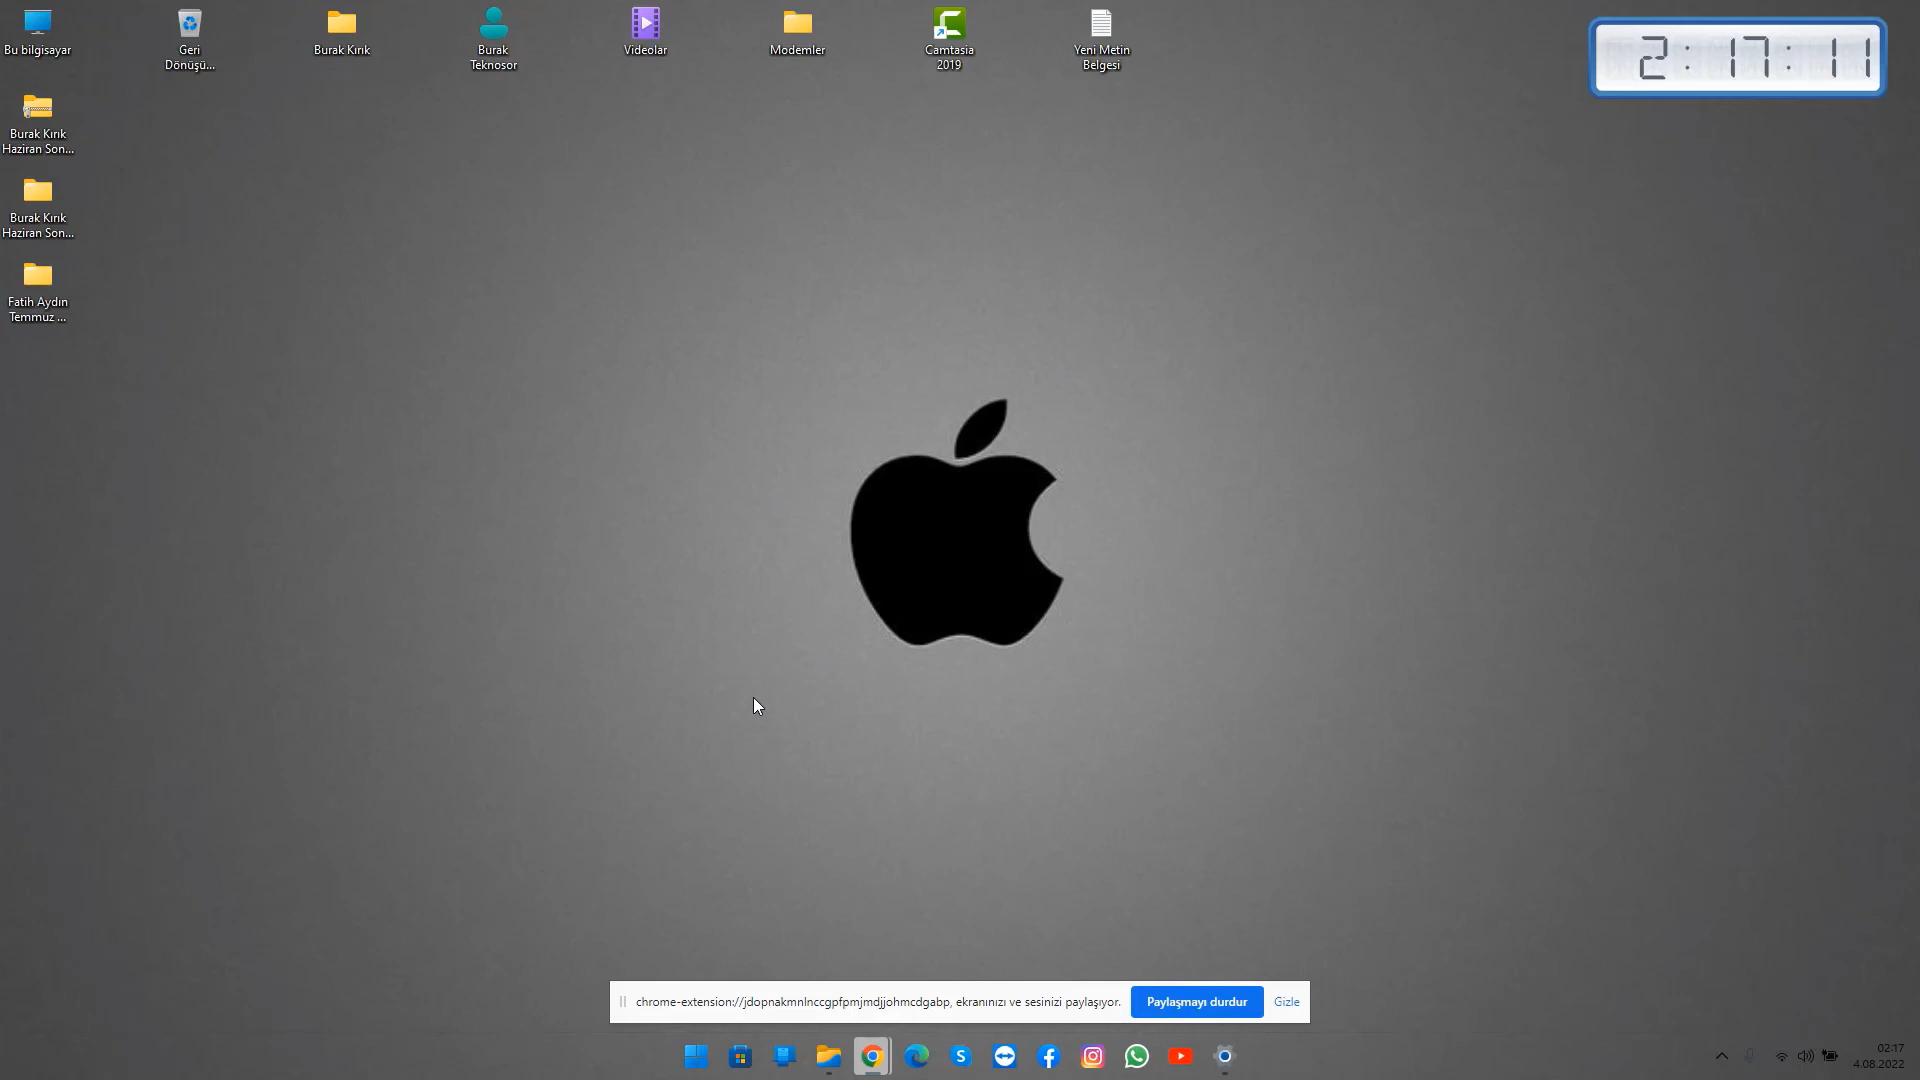 Bu bilgisayar
Geri
Dönüşü...
Burak Kırık
Burak
Teknosor
Videolar
Modemler
Camtasia
2019
Yeni Metin
Belgesi
2:17:11
Burak Kırık
Haziran Son...
Burak Kırık
Haziran Son...
Fatih Aydın
Temmuz ...
chrome-extension://jdopnakmnlnccgpfpmjmdjjohmcdgabp, ekranınızı ve sesinizi paylaşıyor.
Paylaşmayı durdur
Gizle
02:17
4.08.2022